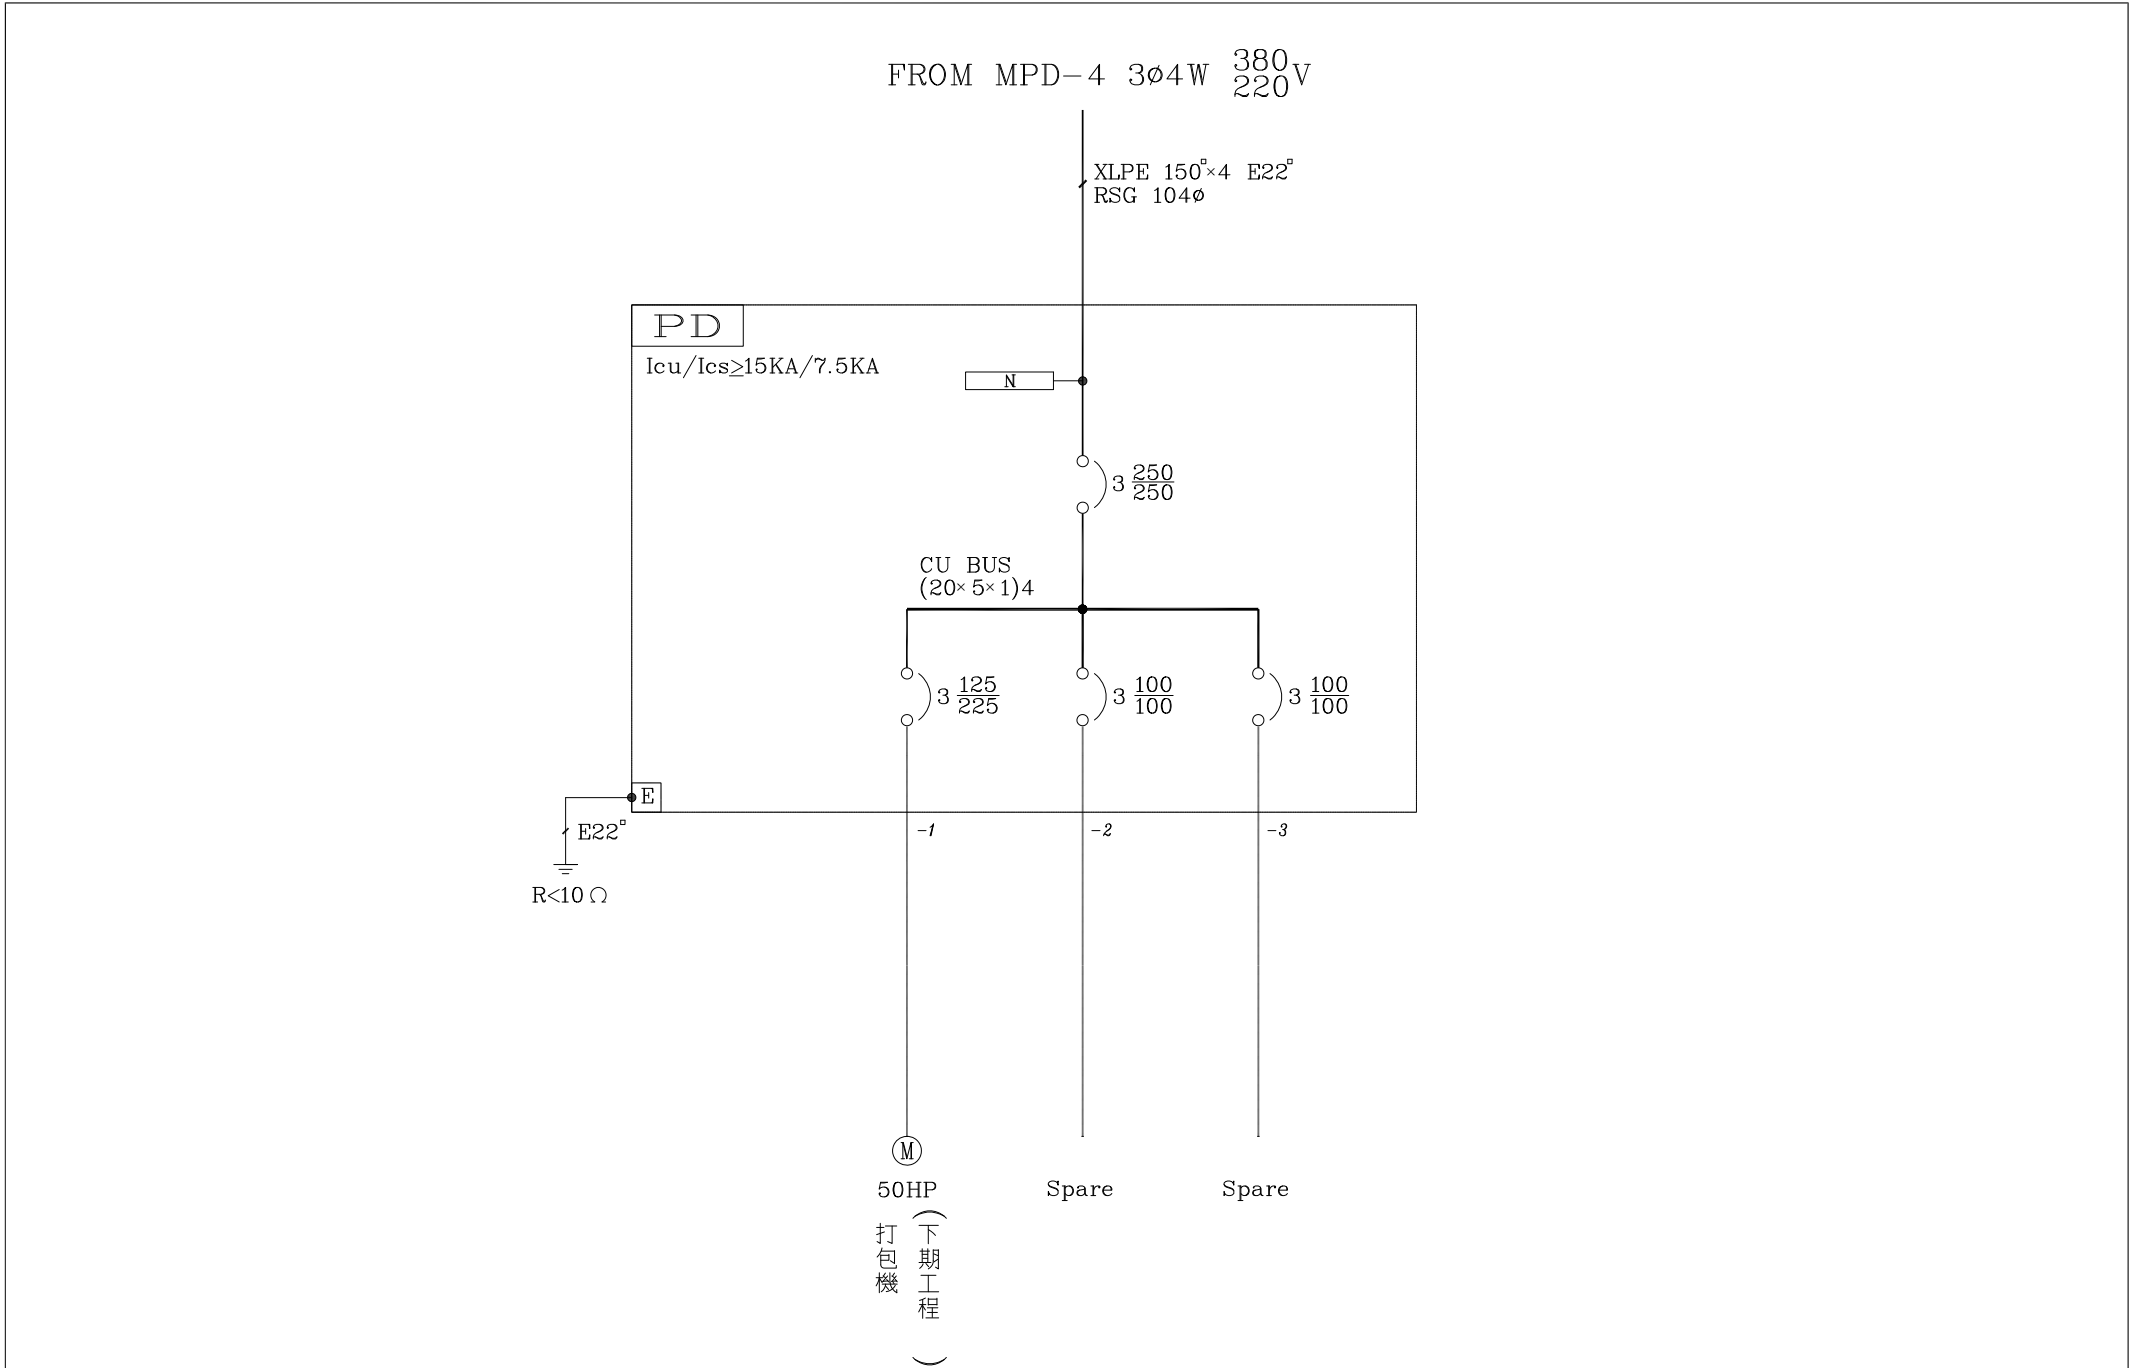 FROM MPD-4 3ø4W 380/220V
XLPE 150□×4 E22□
RSG 104ø
PD
Icu/Ics≥15KA/7.5KA
N
3 250/250
CU BUS
(20×5×1)4
3 125/225
3 100/100
3 100/100
E
E22□
R<10Ω
-1
-2
-3
M
50HP
打包機
(下期工程 )
Spare
Spare